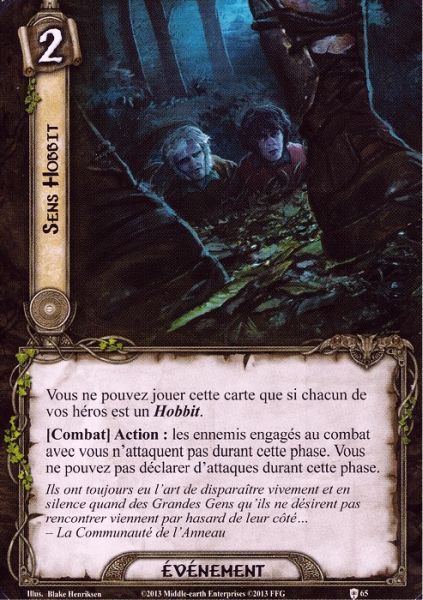 2
SENS HOBBIT
Vous ne pouvez jouer cette carte que si chacun de
vos héros est un Hobbit.
[Combat] Action : les ennemis engagés au combat
avec vous n'attaquent pas durant cette phase. Vous
ne pouvez pas déclarer d'attaques durant cette phase.
Ils ont toujours eu l'art de disparaître vivement et en
silence quand des Grandes Gens qu'ils ne désirent pas
rencontrer viennent par hasard de leur côté…
– La Communauté de l'Anneau
ÉVÉNEMENT
Illus. Blake Henriksen ©2013 Middle-earth Enterprises ©2013 FFG 65